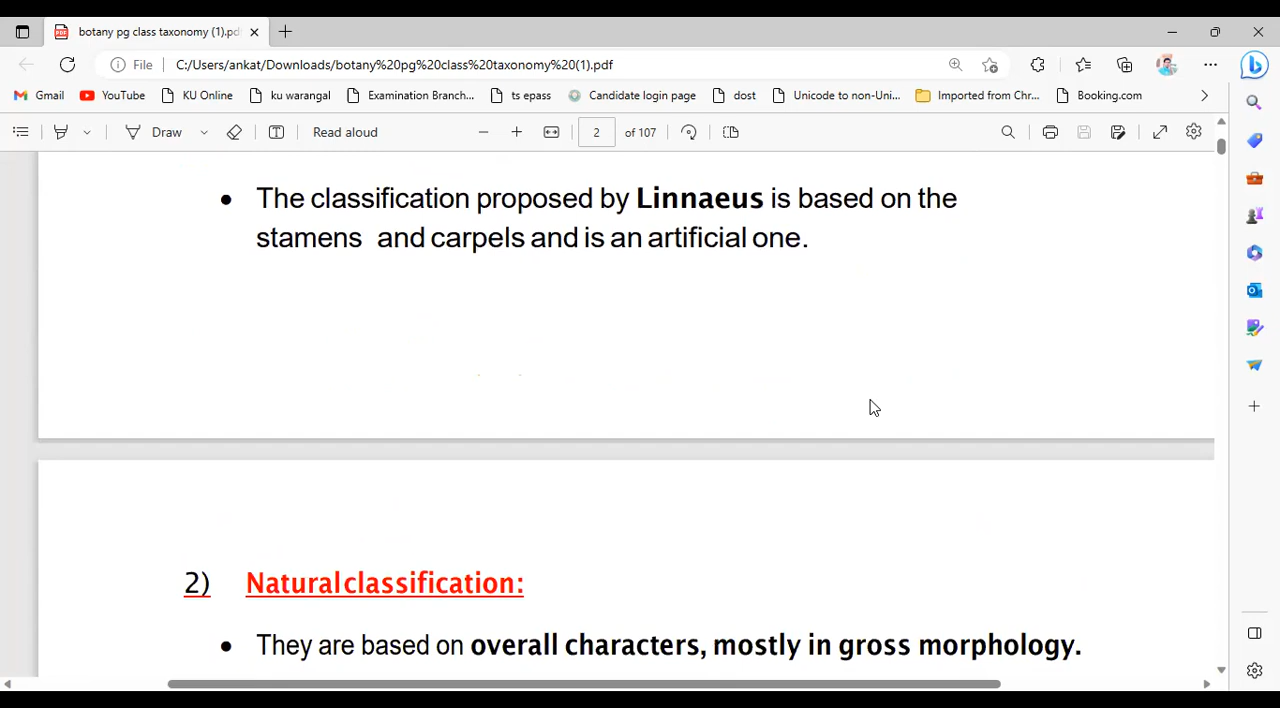 botany pg class taxonomy (1).pd
File C:/Users/ankat/Downloads/botany%20pg%20class%20taxonomy%20(1).pdf
Gmail YouTube KU Online ku warangal Examination Branc... ts epass Candidate login page dost Unicode to non-Uni... Imported from Chr... Booking.com
Draw Read aloud 2 of 107
• The classification proposed by Linnaeus is based on the
stamens and carpels and is an artificial one.
2) Natural classification:
• They are based on overall characters, mostly in gross morphology.